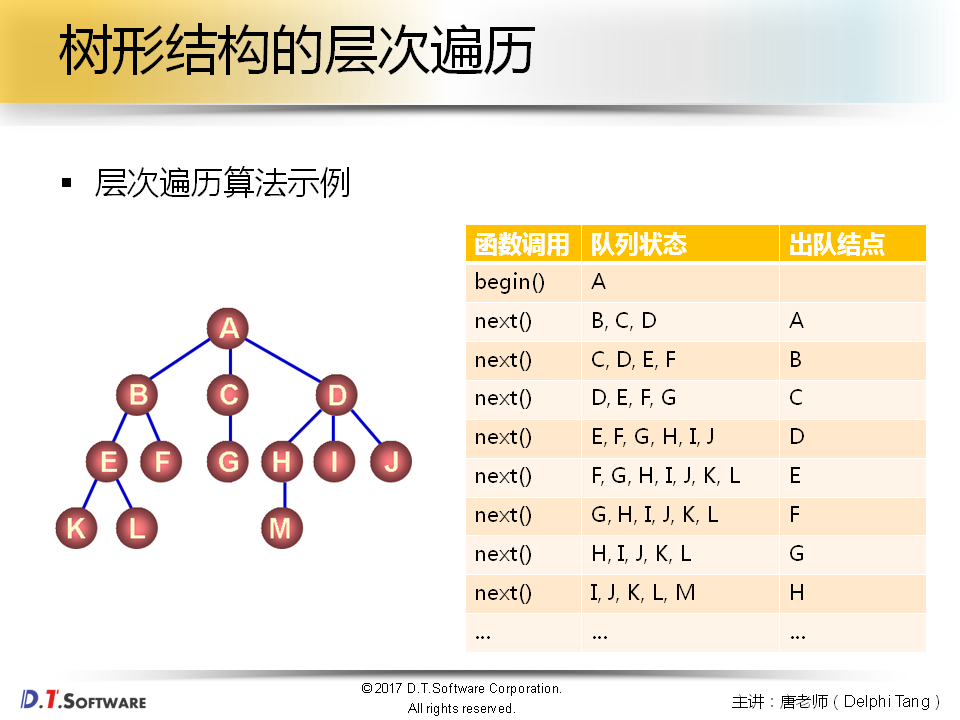 树形结构的层次遍历
▪ 层次遍历算法示例
A
B C D
E F G H I J
K L M
函数调用 队列状态 出队结点
begin() A
next() B, C, D A
next() C, D, E, F B
next() D, E, F, G C
next() E, F, G, H, I, J D
next() F, G, H, I, J, K, L E
next() G, H, I, J, K, L F
next() H, I, J, K, L G
next() I, J, K, L, M H
... ... ...
D.T.SOFTWARE
©2017 D.T.Software Corporation.
All rights reserved.
主讲：唐老师（Delphi Tang）